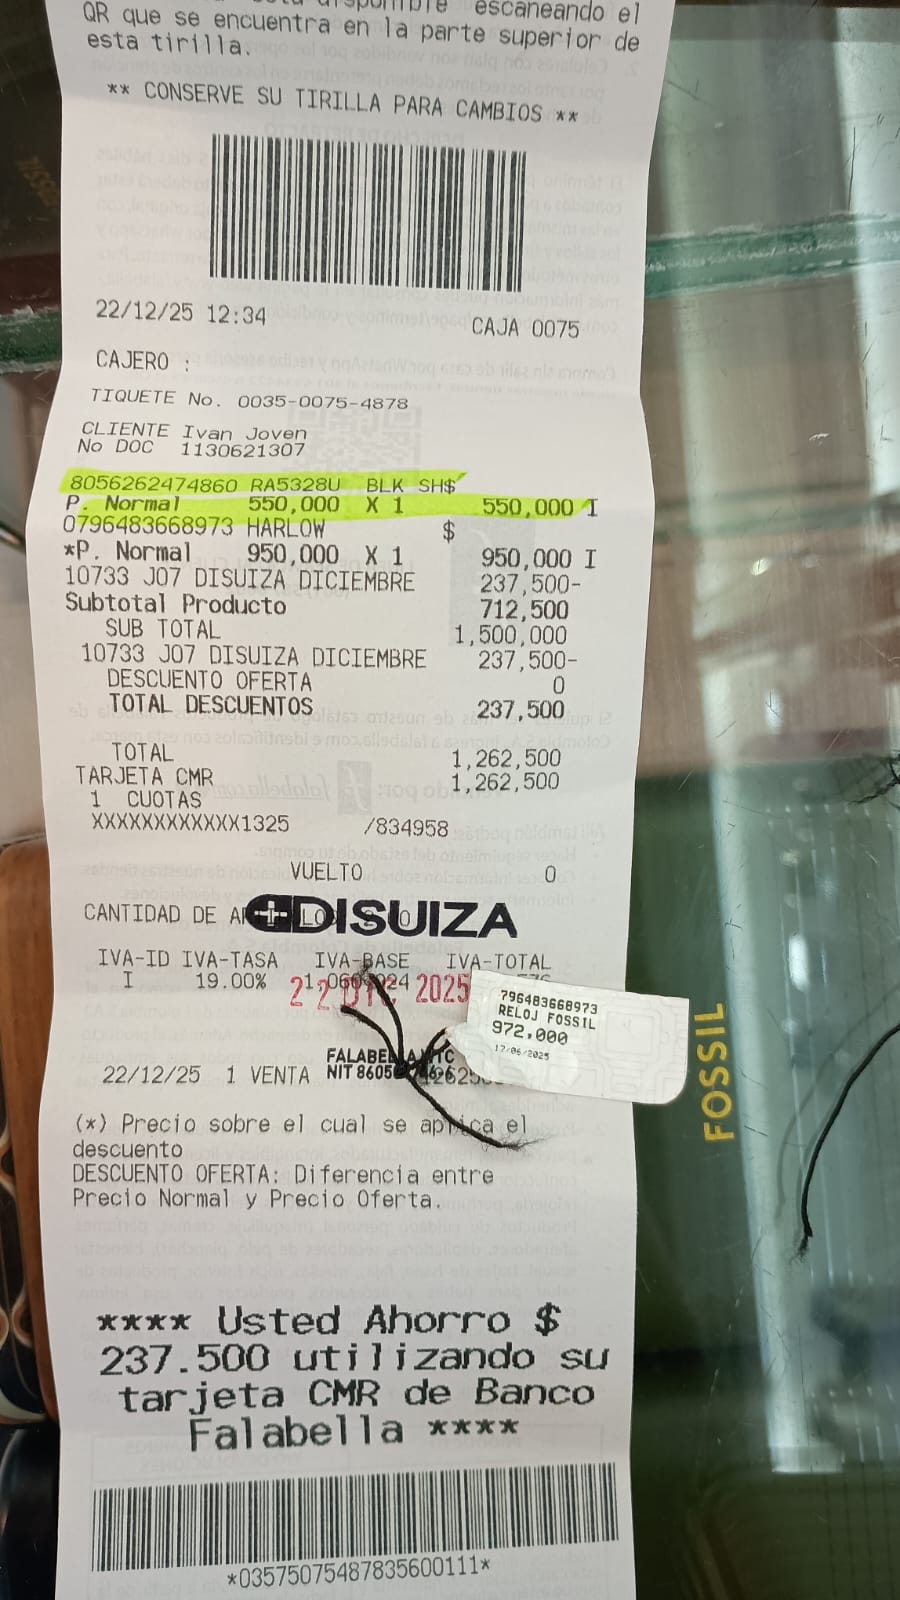 escaneando el
QR que se encuentra en la parte superior de
esta tirilla.
** CONSERVE SU TIRILLA PARA CAMBIOS **
22/12/25 12:34
CAJA 0075
CAJERO :
TIQUETE No. 0035-0075-4878
CLIENTE Ivan Joven
No DOC 1130621307
8056262474860 RA5328U BLK SH$
P. Normal 550,000 X 1 550,000 I
0796483668973 HARLOW $
*P. Normal 950,000 X 1 950,000 I
10733 J07 DISUIZA DICIEMBRE 237,500-
Subtotal Producto 712,500
SUB TOTAL 1,500,000
10733 J07 DISUIZA DICIEMBRE 237,500-
DESCUENTO OFERTA 0
TOTAL DESCUENTOS 237,500
TOTAL 1,262,500
TARJETA CMR 1,262,500
1 CUOTAS
XXXXXXXXXXXX1325 /834958
VUELTO 0
CANTIDAD DE
DISUIZA
IVA-ID IVA-TASA IVA-BASE IVA-TOTAL
I 19.00%
22 DIC 2025
796483668973
RELOJ FOSSIL
972,000
17/06/2025
FOSSIL
22/12/25 1 VENTA
NIT 8605
(*) Precio sobre el cual se aplica el
descuento
DESCUENTO OFERTA: Diferencia entre
Precio Normal y Precio Oferta.
**** Usted Ahorro $
237.500 utilizando su
tarjeta CMR de Banco
Falabella ****
*03575075487835600111*